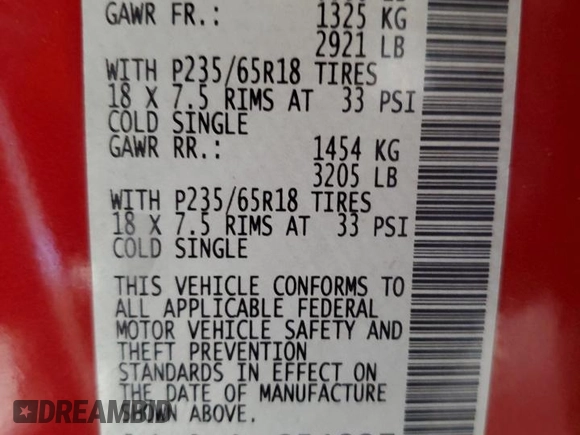 GAWR FR.: 1325 KG
2921 LB
WITH P235/65R18 TIRES
18 X 7.5 RIMS AT 33 PSI
COLD SINGLE
GAWR RR.: 1454 KG
3205 LB
WITH P235/65R18 TIRES
18 X 7.5 RIMS AT 33 PSI
COLD SINGLE
THIS VEHICLE CONFORMS TO
ALL APPLICABLE FEDERAL
MOTOR VEHICLE SAFETY AND
THEFT PREVENTION
STANDARDS IN EFFECT ON
THE DATE OF MANUFACTURE
SHOWN ABOVE.
DREAMBID